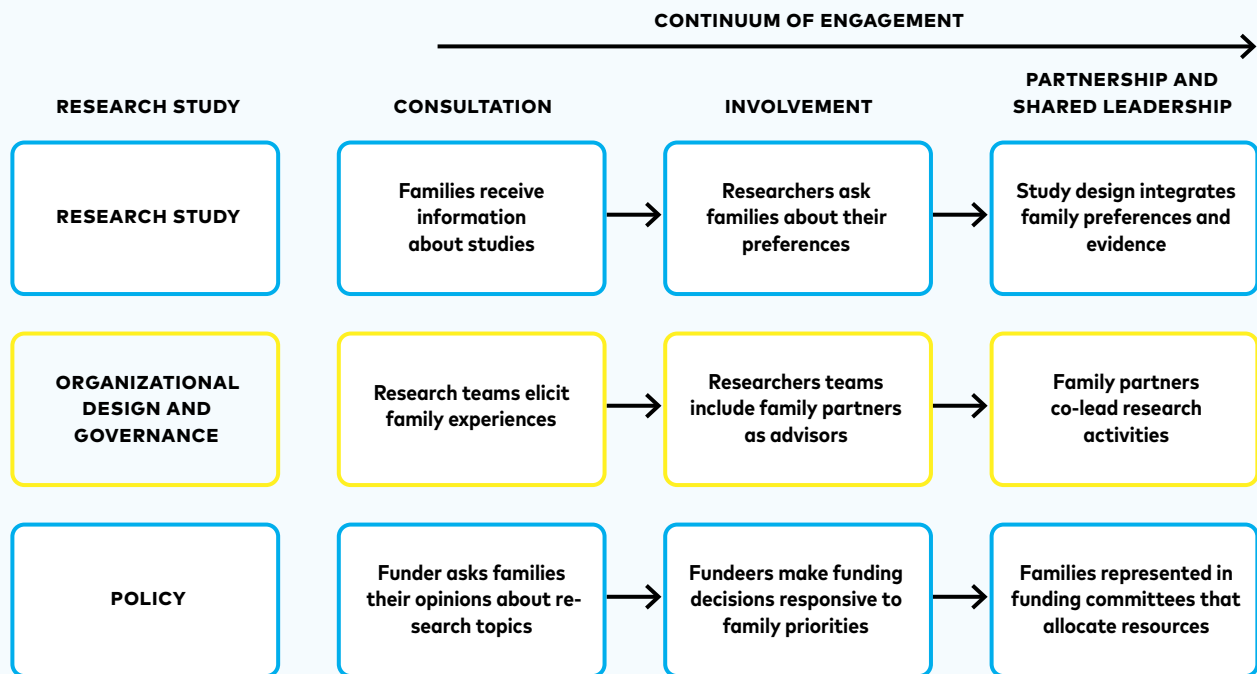 CONTINUUM OF ENGAGEMENT
RESEARCH STUDY
CONSULTATION
INVOLVEMENT
PARTNERSHIP AND
SHARED LEADERSHIP
RESEARCH STUDY
Families receive
information
about studies
Researchers ask
families about their
preferences
Study design integrates
family preferences and
evidence
ORGANIZATIONAL
DESIGN AND
GOVERNANCE
Research teams elicit
family experiences
Researchers teams
include family partners
as advisors
Family partners
co-lead research
activities
POLICY
Funder asks families
their opinions about re-
search topics
Fundeers make funding
decisions responsive to
family priorities
Families represented in
funding committees that
allocate resources